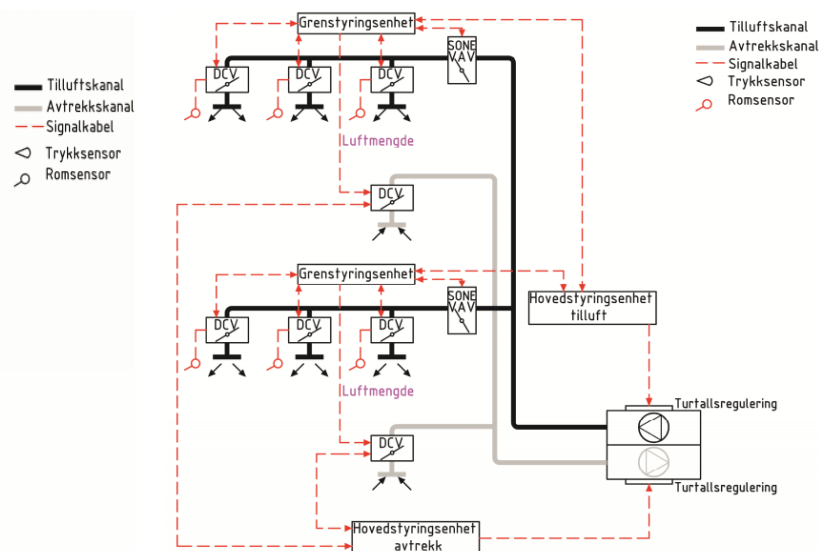 Tilluftskanal
Avtrekkskanal
Signalkabel
Trykksensor
Romsensor
Grenstyringsenhet
SONE
VAV
DCV
DCV
DCV
Luftmengde
DCV
Grenstyringsenhet
SONE
VAV
DCV
DCV
DCV
Luftmengde
DCV
Hovedstyringsenhet
avtrekk
Tilluftskanal
Avtrekkskanal
Signalkabel
Trykksensor
Romsensor
Hovedstyringsenhet
tilluft
Turtallsregulering
Turtallsregulering